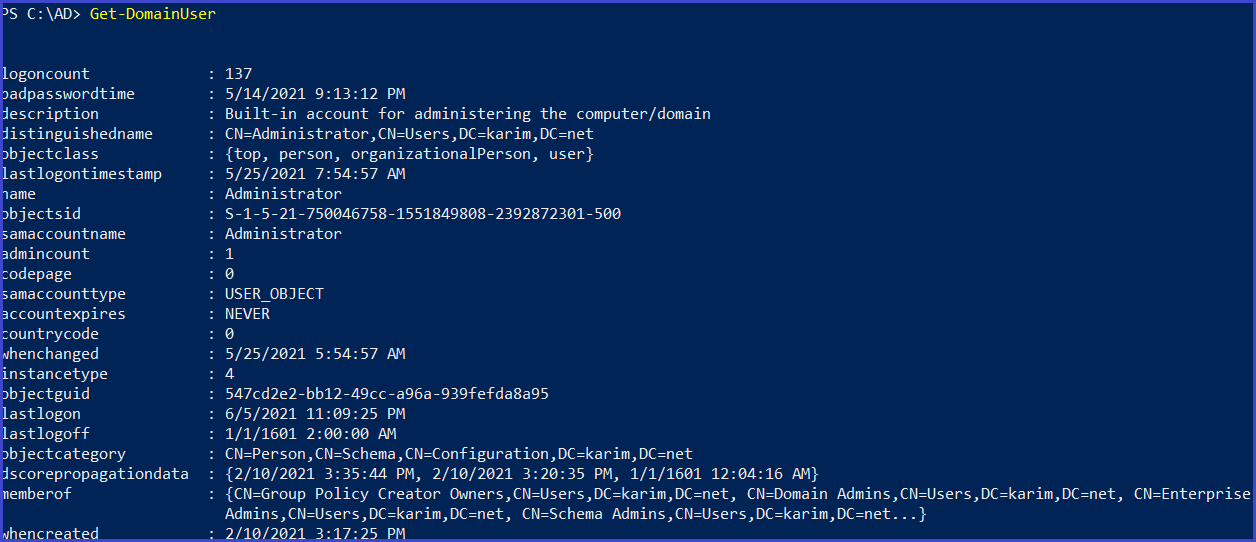 PS C:\AD> Get-DomainUser
logoncount : 137
badpasswordtime : 5/14/2021 9:13:12 PM
description : Built-in account for administering the computer/domain
distinguishedname : CN=Administrator,CN=Users,DC=karim,DC=net
objectclass : {top, person, organizationalPerson, user}
lastlogontimestamp : 5/25/2021 7:54:57 AM
name : Administrator
objectsid : S-1-5-21-750046758-1551849808-2392872301-500
samaccountname : Administrator
admincount : 1
codepage : 0
samaccounttype : USER_OBJECT
accountexpires : NEVER
countrycode : 0
whenchanged : 5/25/2021 5:54:57 AM
instancetype : 4
objectguid : 547cd2e2-bb12-49cc-a96a-939fefda8a95
lastlogon : 6/5/2021 11:09:25 PM
lastlogoff : 1/1/1601 2:00:00 AM
objectcategory : CN=Person,CN=Schema,CN=Configuration,DC=karim,DC=net
dscorepropagationdata : {2/10/2021 3:35:44 PM, 2/10/2021 3:20:35 PM, 1/1/1601 12:04:16 AM}
memberof : {CN=Group Policy Creator Owners,CN=Users,DC=karim,DC=net, CN=Domain Admins,CN=Users,DC=karim,DC=net, CN=Enterprise
Admins,CN=Users,DC=karim,DC=net, CN=Schema Admins,CN=Users,DC=karim,DC=net...}
whencreated : 2/10/2021 3:17:25 PM